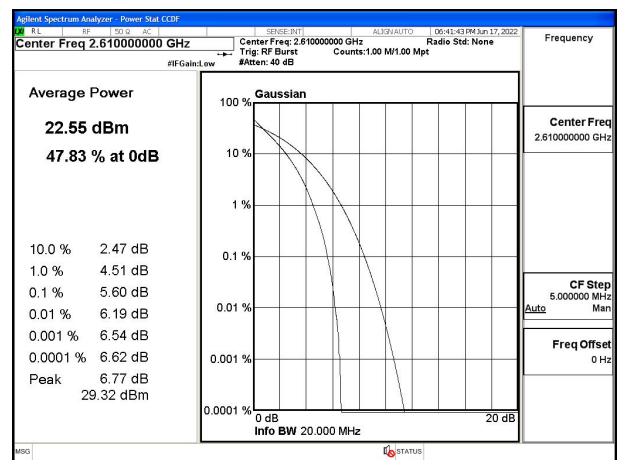 Agilent Spectrum Analyzer - Power Stat CCDF
RL RF 50 Ω AC SENSE:INT ALIGN AUTO 06:41:43 PM Jun 17, 2022
Center Freq 2.610000000 GHz
Center Freq: 2.610000000 GHz Radio Std: None
Trig: RF Burst Counts:1.00 M/1.00 Mpt
#IFGain:Low #Atten: 40 dB
Frequency
Average Power
22.55 dBm
47.83 % at 0dB
10.0 % 2.47 dB
1.0 % 4.51 dB
0.1 % 5.60 dB
0.01 % 6.19 dB
0.001 % 6.54 dB
0.0001 % 6.62 dB
Peak 6.77 dB
29.32 dBm
Gaussian
100 %
10 %
1 %
0.1 %
0.01 %
0.001 %
0.0001 %
0 dB 20 dB
Info BW 20.000 MHz
Center Freq
2.610000000 GHz
CF Step
5.000000 MHz
Auto Man
Freq Offset
0 Hz
MSG STATUS